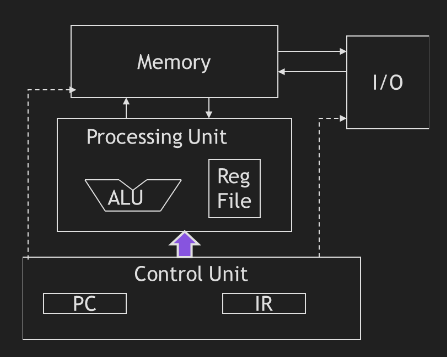 Memory
I/O
Processing Unit
ALU
Reg
File
Control Unit
PC
IR